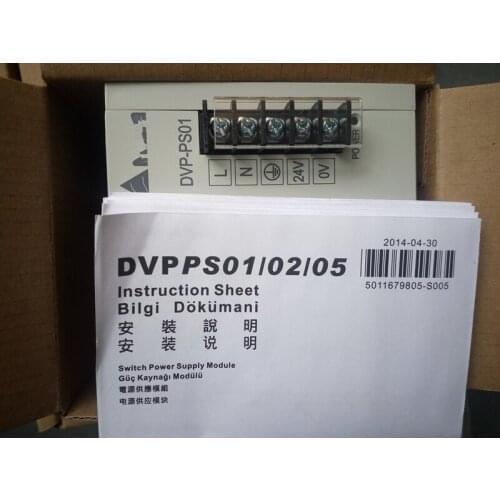 DVP-PS01
L
N
24V
0V
POWER
DVPPS01/02/05
2014-04-30
5011679805-S005
Instruction Sheet
Bilgi Dökümani
安 裝 說 明
安 装 说 明
Switch Power Supply Module
Güç Kaynağı Modülü
電源供應模組
电源供应模块